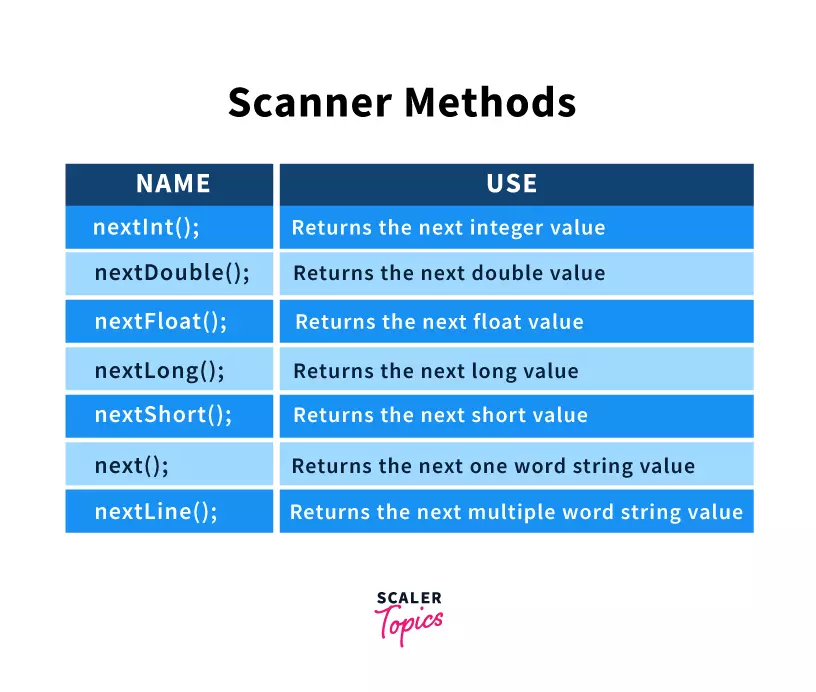 Scanner Methods
NAME USE
nextInt(); Returns the next integer value
nextDouble(); Returns the next double value
nextFloat(); Returns the next float value
nextLong(); Returns the next long value
nextShort(); Returns the next short value
next(); Returns the next one word string value
nextLine(); Returns the next multiple word string value
SCALER
Topics